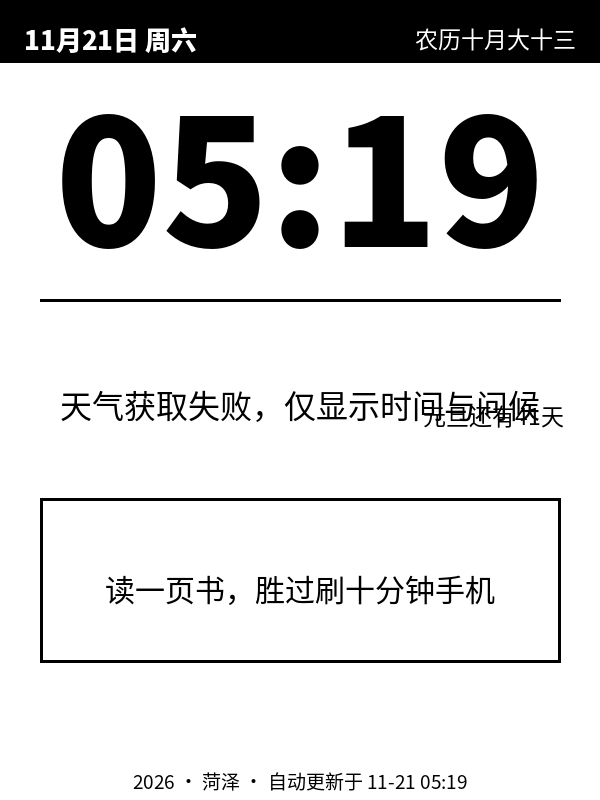 11月21日 周六
农历十月大十三
05:19
天气获取失败，仅显示时间与问候
元旦还有41天
读一页书，胜过刷十分钟手机
2026 • 菏泽 • 自动更新于 11-21 05:19